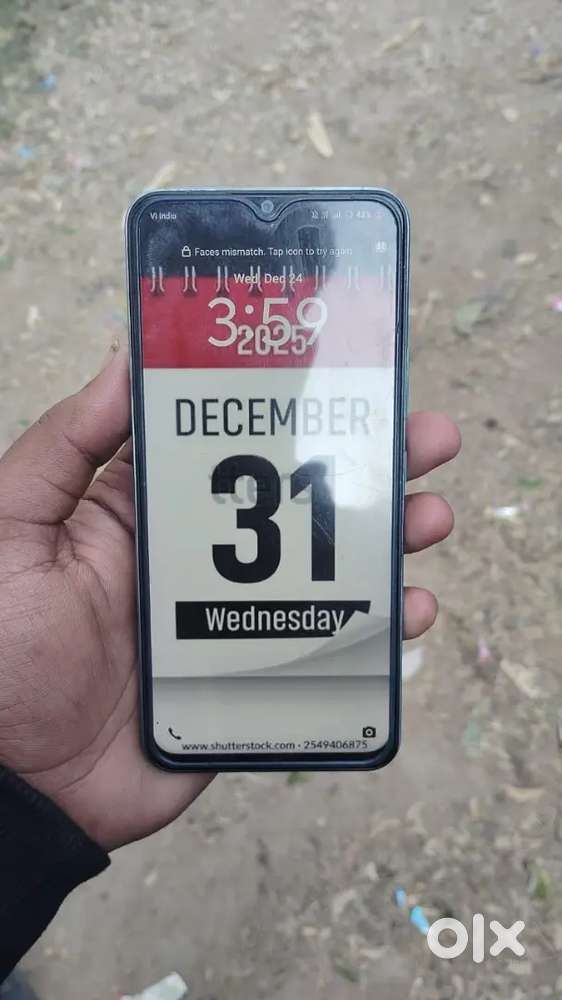 Vi India
43%
Faces mismatch. Tap icon to try again
Wed, Dec 24
3:59
2025
DECEMBER
31
Wednesday
www.shutterstock.com · 2549406875
olx